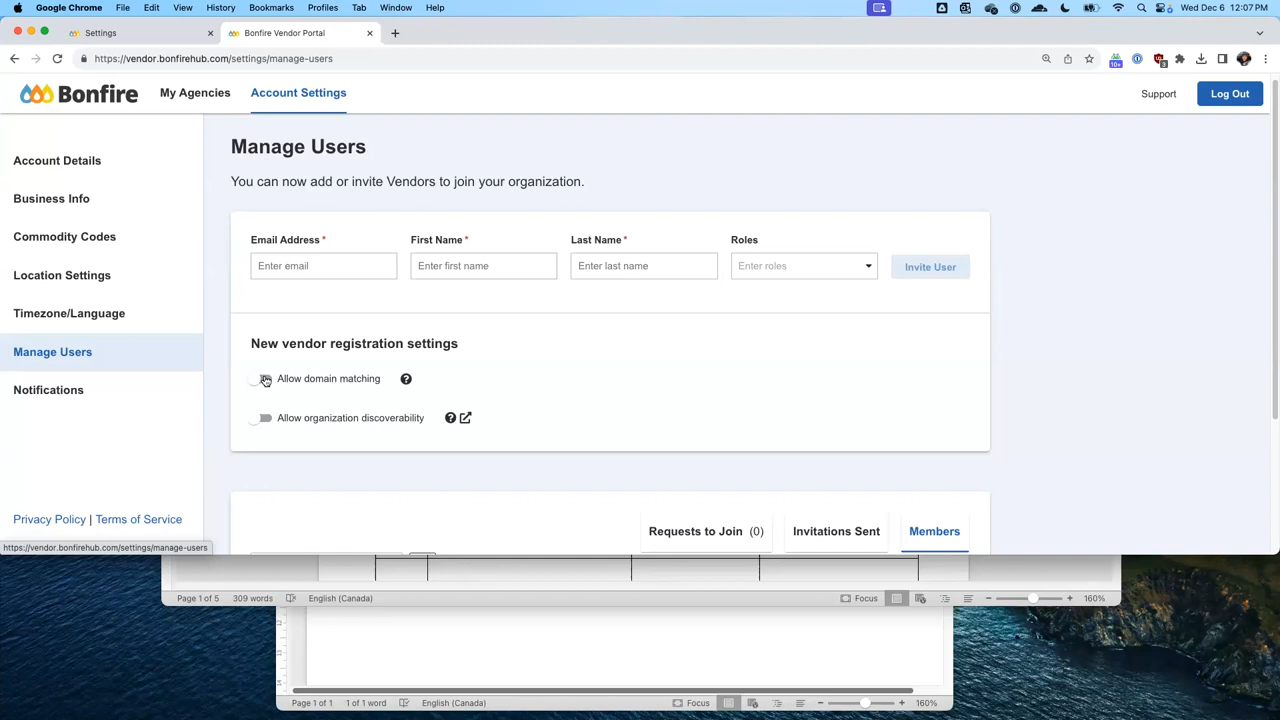 Google Chrome File Edit View History Bookmarks Profiles Tab Window Help Wed Dec 6 12:07 PM
Settings Bonfire Vendor Portal
https://vendor.bonfirehub.com/settings/manage-users 10+ 3
Bonfire My Agencies Account Settings Support Log Out
Account Details
Business Info
Commodity Codes
Location Settings
Timezone/Language
Manage Users
Notifications
Privacy Policy | Terms of Service
https://vendor.bonfirehub.com/settings/manage-users
Manage Users
You can now add or invite Vendors to join your organization.
Email Address * First Name * Last Name * Roles
Enter email Enter first name Enter last name Enter roles Invite User
New vendor registration settings
Allow domain matching ?
Allow organization discoverability ?
Requests to Join (0) Invitations Sent Members
Page 1 of 5 309 words English (Canada) Focus 160%
Page 1 of 1 1 of 1 word English (Canada) Focus 160%